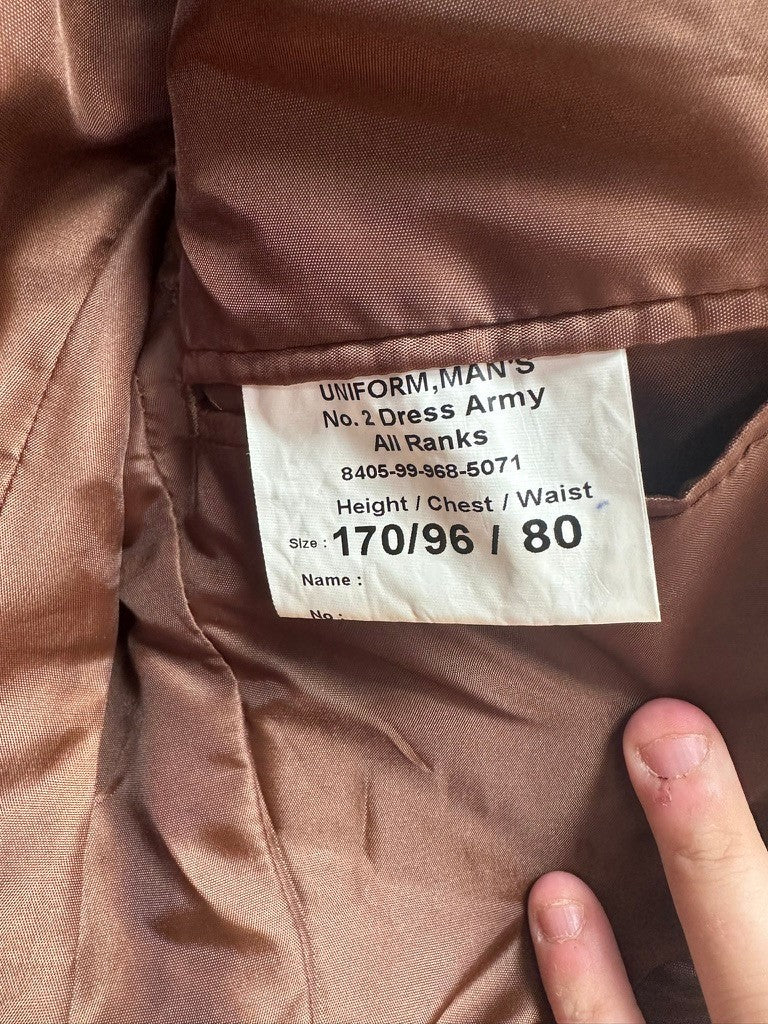 UNIFORM,MAN'S
No.2 Dress Army
All Ranks
8405-99-968-5071
Height / Chest / Waist
Size : 170/96 / 80
Name :
No :